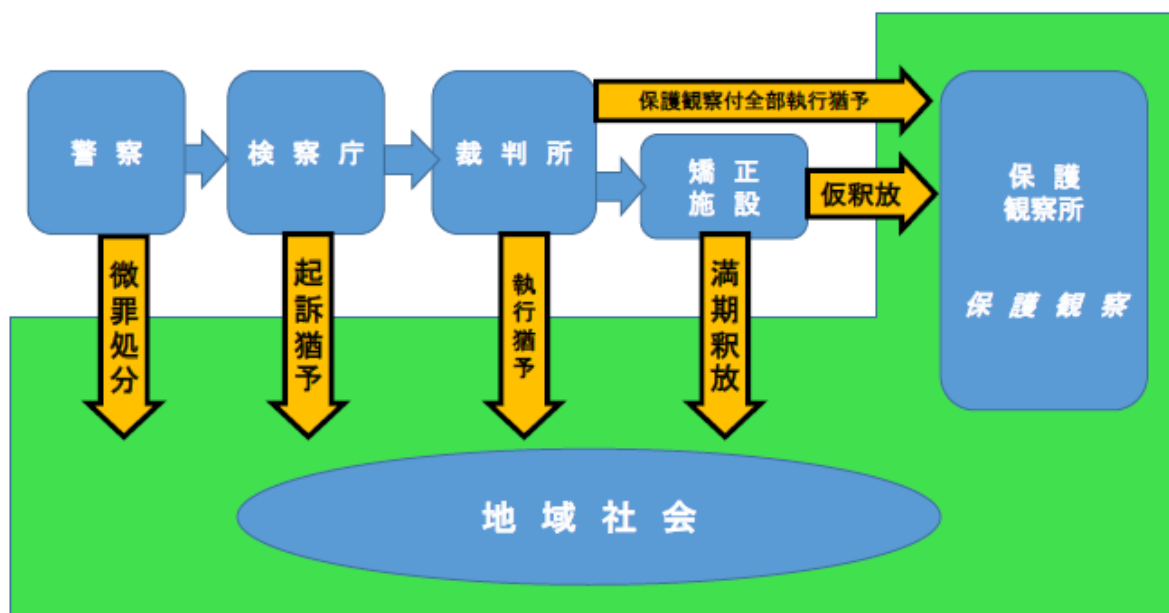 保護観察付全部執行猶予
警察
検察庁
裁判所
矯正
施設
仮釈放
保護
観察所
保護観察
微罪処分
起訴猶予
執行猶予
満期釈放
地域社会